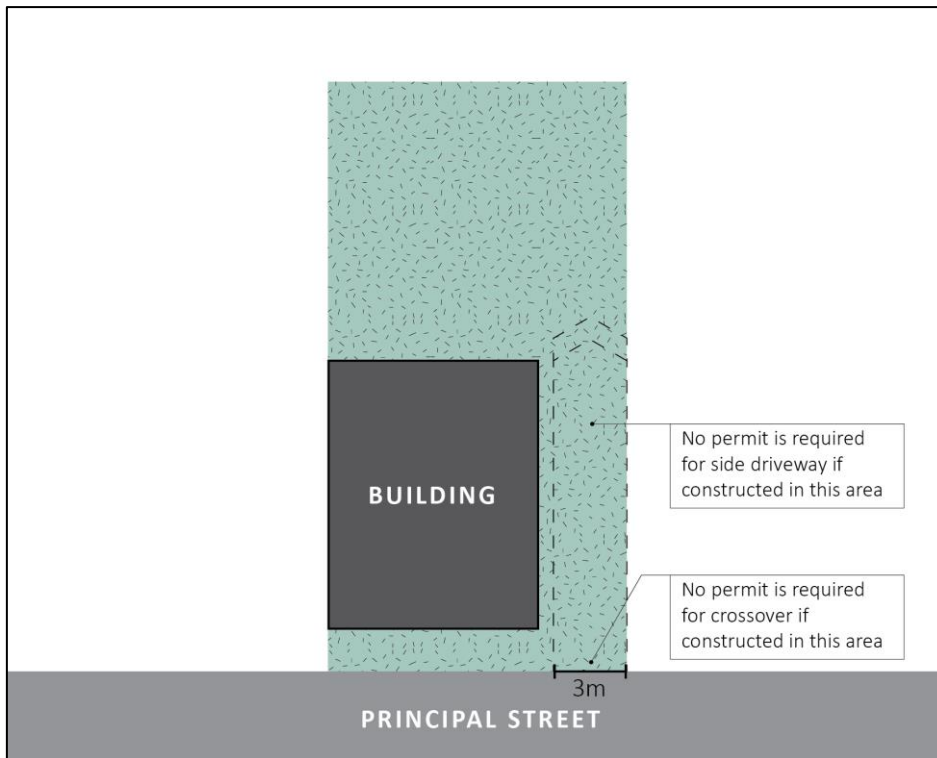 BUILDING
No permit is required
for side driveway if
constructed in this area
No permit is required
for crossover if
constructed in this area
3m
PRINCIPAL STREET